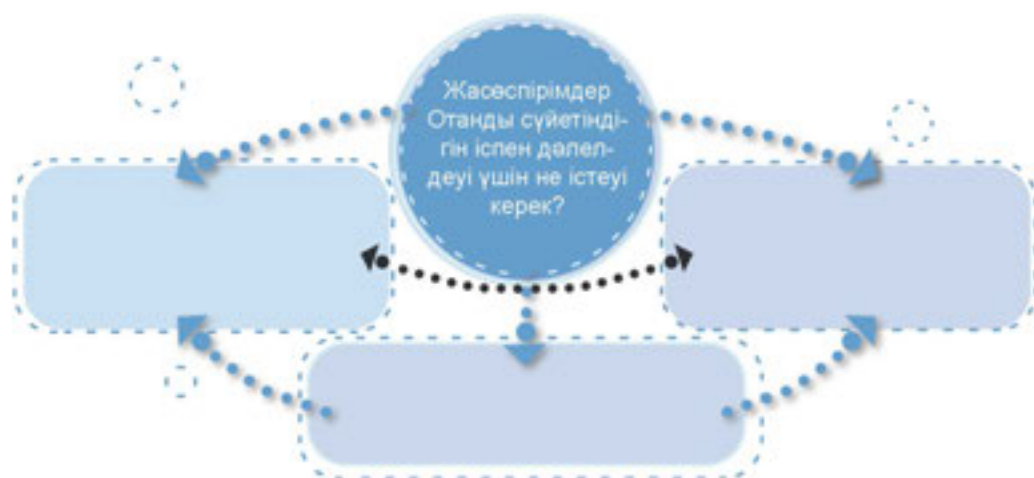 Жасөспірімдер
Отанды сүйетінді-
гін іспен дәлел-
деуі үшін не істеуі
керек?